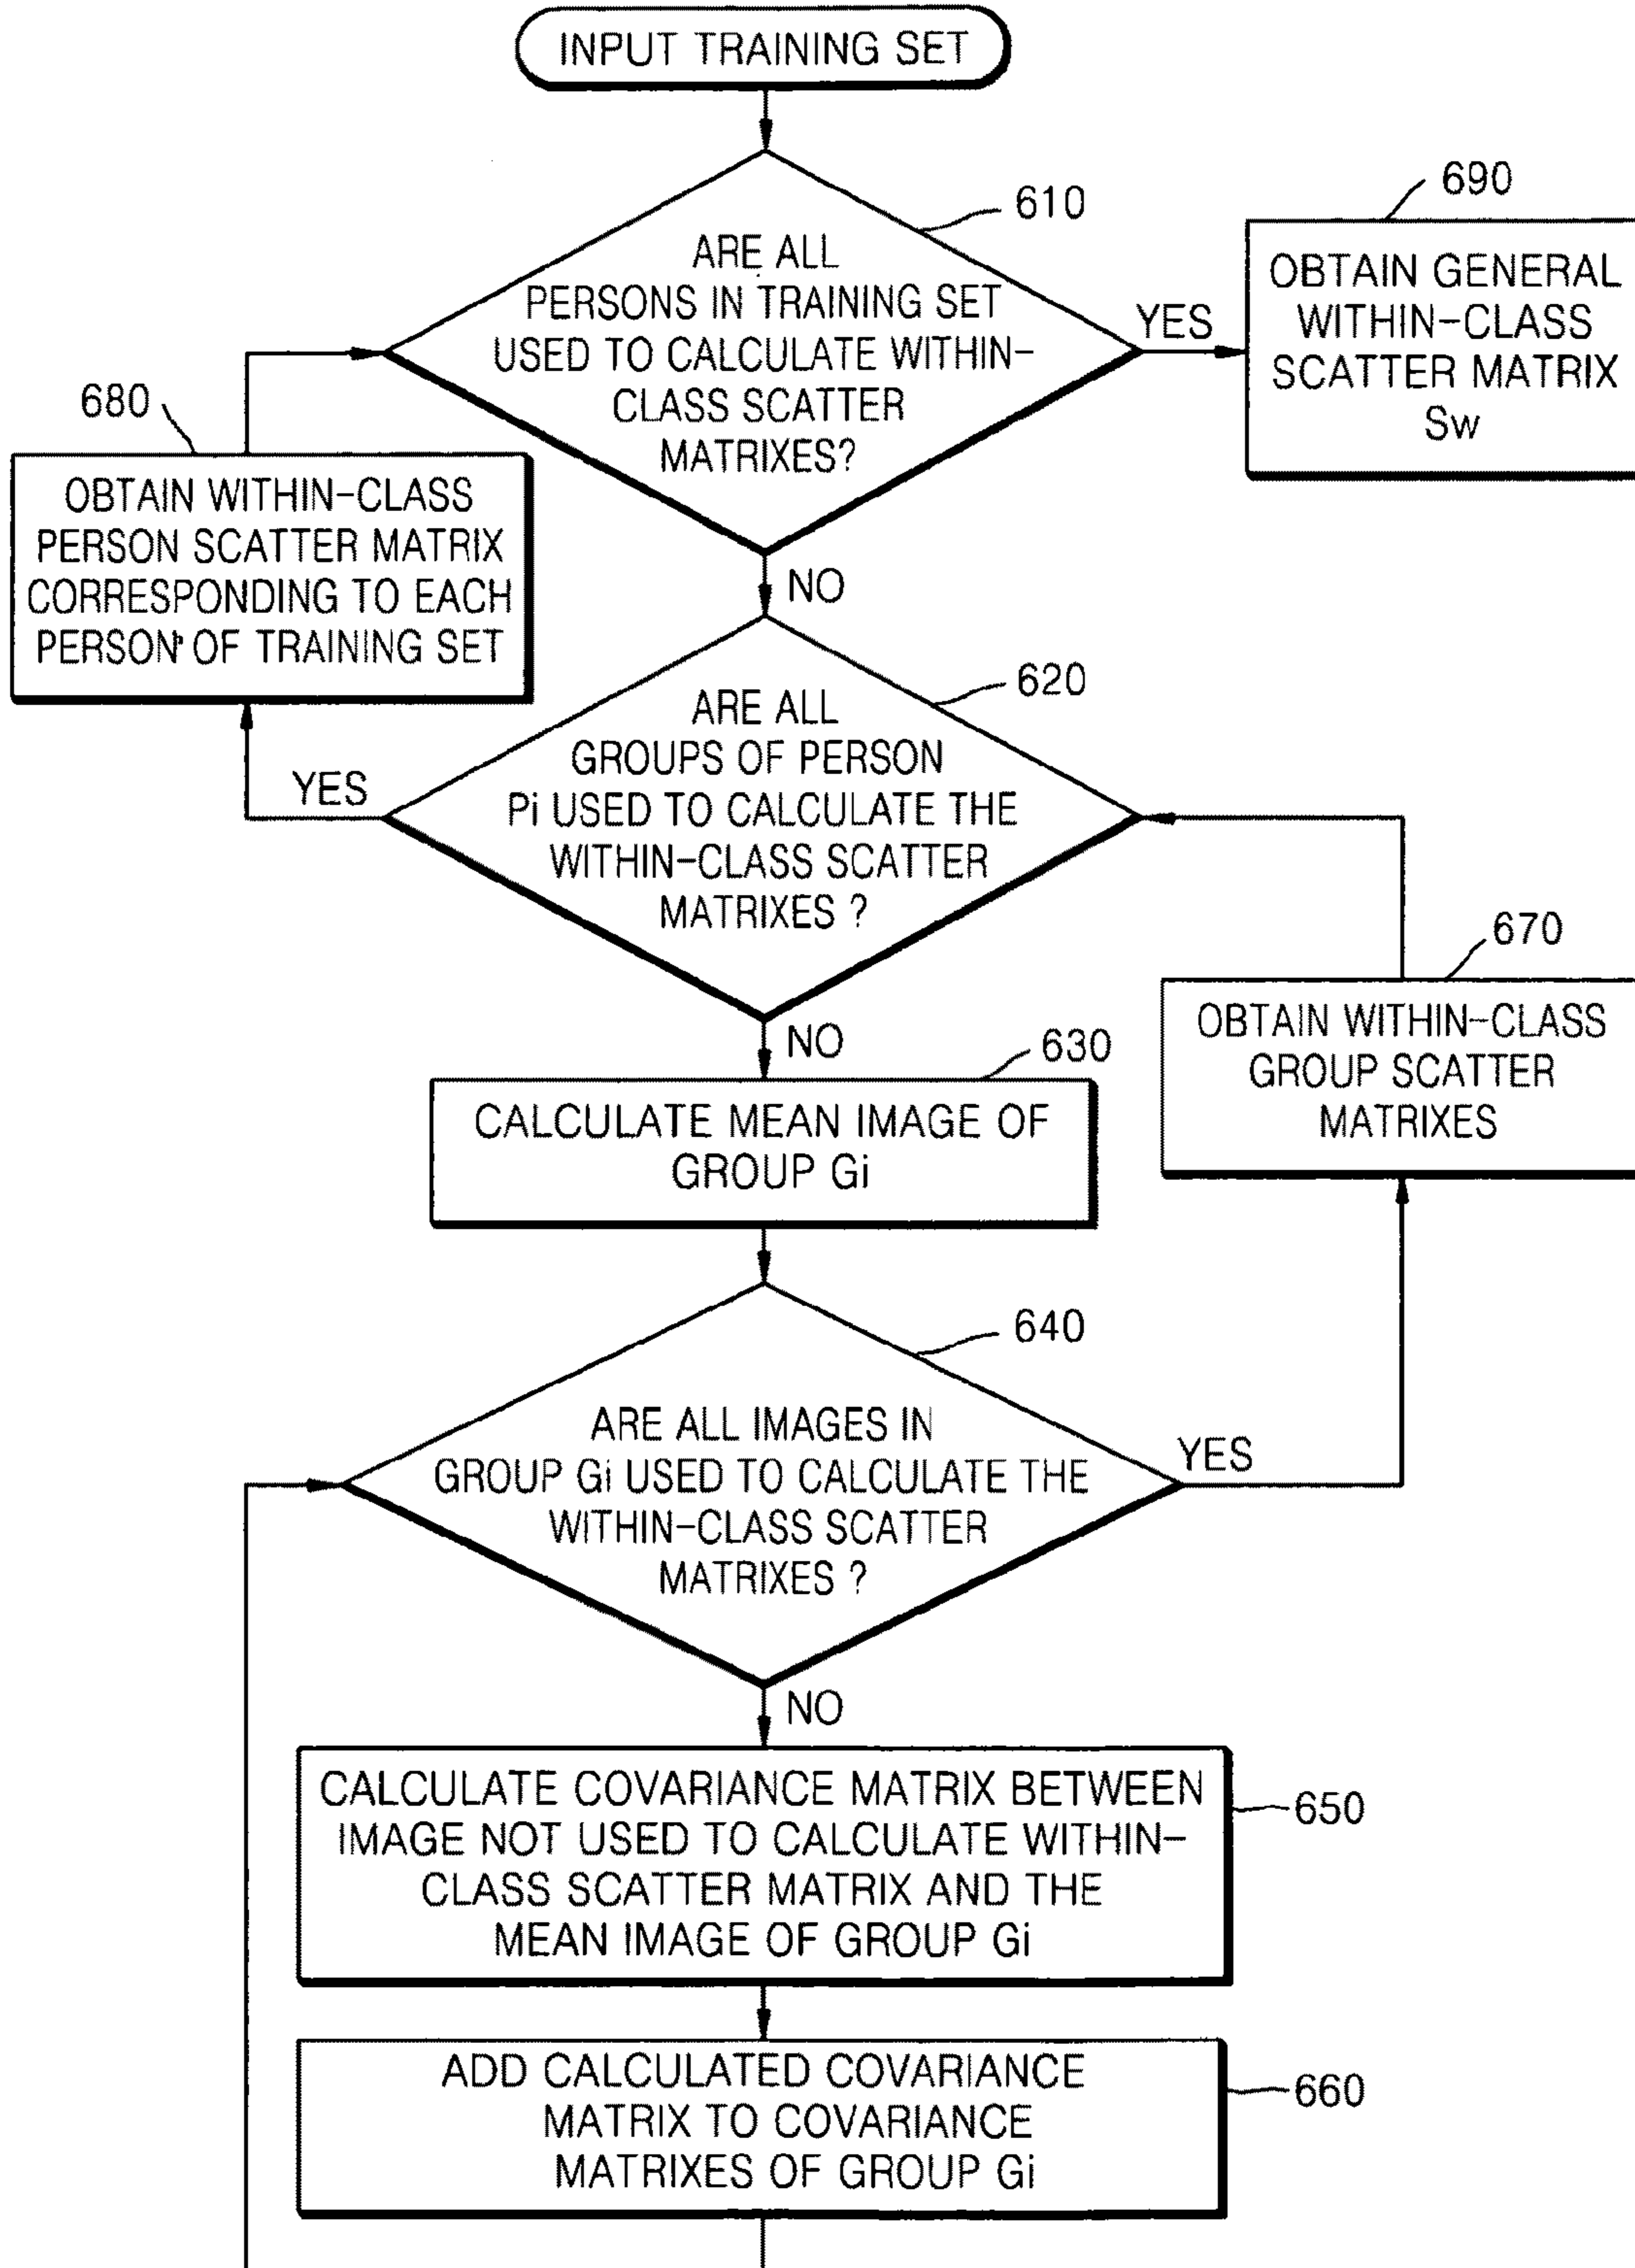 INPUT TRAINING SET
610
ARE ALL
PERSONS IN TRAINING SET
USED TO CALCULATE WITHIN-
CLASS SCATTER
MATRIXES?
YES
690
OBTAIN GENERAL
WITHIN-CLASS
SCATTER MATRIX
Sw
680
OBTAIN WITHIN-CLASS
PERSON SCATTER MATRIX
CORRESPONDING TO EACH
PERSON OF TRAINING SET
NO
620
ARE ALL
GROUPS OF PERSON
Pi USED TO CALCULATE THE
WITHIN-CLASS SCATTER
MATRIXES ?
YES
670
OBTAIN WITHIN-CLASS
GROUP SCATTER
MATRIXES
NO
630
CALCULATE MEAN IMAGE OF
GROUP Gi
640
ARE ALL IMAGES IN
GROUP Gi USED TO CALCULATE THE
WITHIN-CLASS SCATTER
MATRIXES ?
YES
NO
CALCULATE COVARIANCE MATRIX BETWEEN
IMAGE NOT USED TO CALCULATE WITHIN-
CLASS SCATTER MATRIX AND THE
MEAN IMAGE OF GROUP Gi
650
ADD CALCULATED COVARIANCE
MATRIX TO COVARIANCE
MATRIXES OF GROUP Gi
660